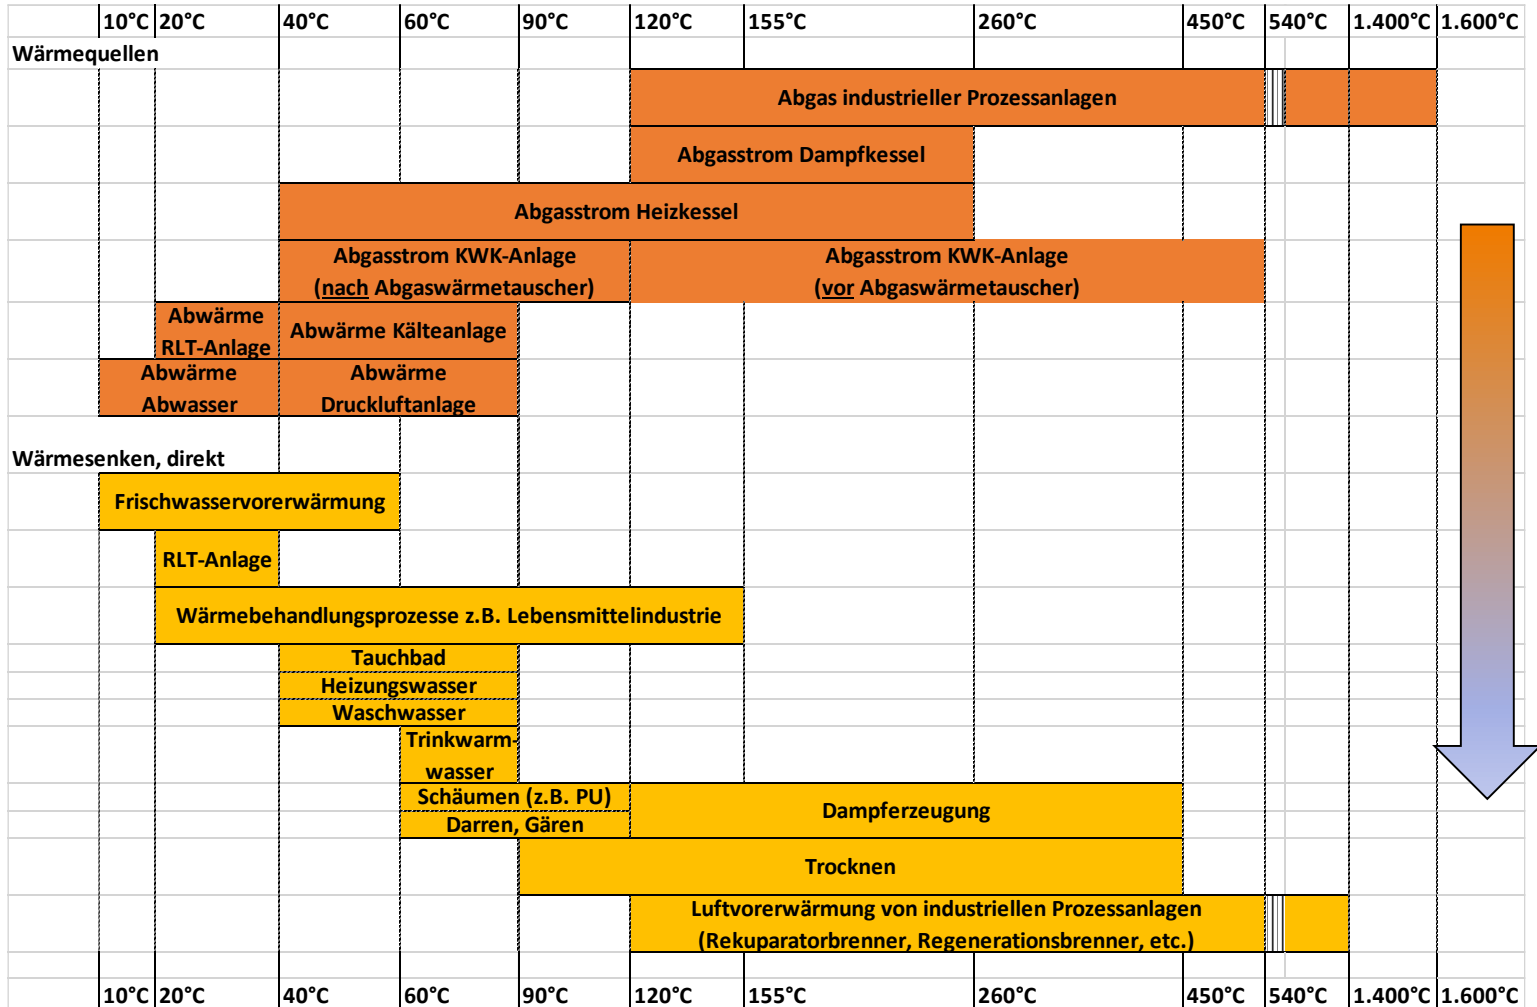 10°C 20°C 40°C 60°C 90°C 120°C 155°C 260°C 450°C 540°C 1.400°C 1.600°C
Wärmequellen
Abgas industrieller Prozessanlagen
Abgasstrom Dampfkessel
Abgasstrom Heizkessel
Abgasstrom KWK-Anlage
(nach Abgaswärmetauscher)
Abgasstrom KWK-Anlage
(vor Abgaswärmetauscher)
Abwärme
RLT-Anlage
Abwärme Kälteanlage
Abwärme
Abwasser
Abwärme
Druckluftanlage
Wärmesenken, direkt
Frischwasservorerwärmung
RLT-Anlage
Wärmebehandlungsprozesse z.B. Lebensmittelindustrie
Tauchbad
Heizungswasser
Waschwasser
Trinkwarm-
wasser
Schäumen (z.B. PU)
Darren, Gären
Dampferzeugung
Trocknen
Luftvorerwärmung von industriellen Prozessanlagen
(Rekuparatorbrenner, Regenerationsbrenner, etc.)
10°C 20°C 40°C 60°C 90°C 120°C 155°C 260°C 450°C 540°C 1.400°C 1.600°C